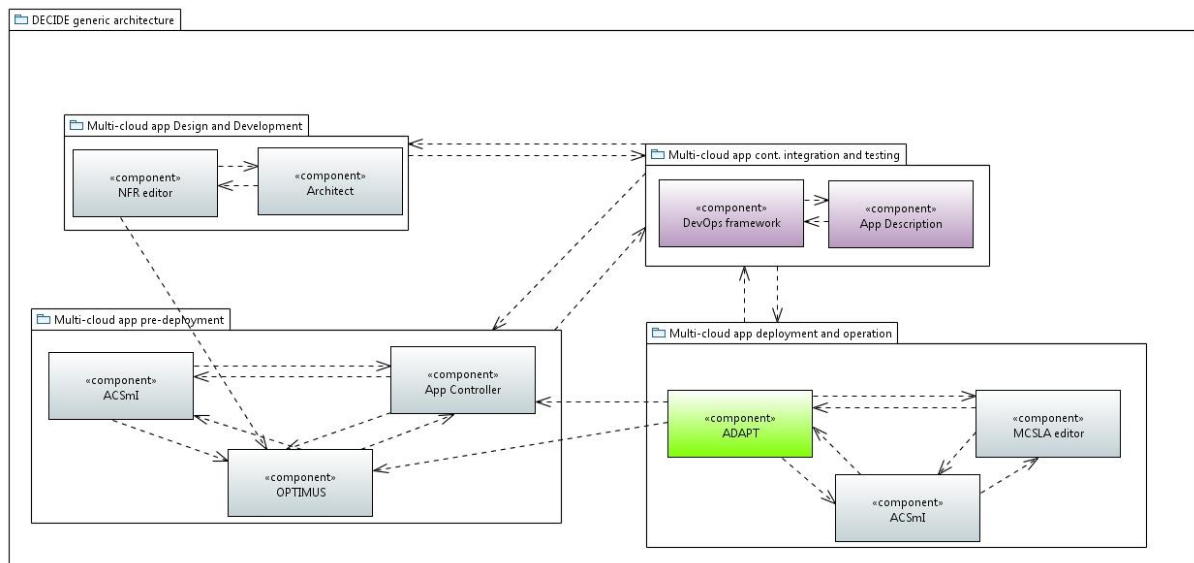 DECIDE generic architecture
Multi-cloud app Design and Development
«component»
NFR editor
«component»
Architect
Multi-cloud app cont. integration and testing
«component»
DevOps framework
«component»
App Description
Multi-cloud app pre-deployment
«component»
ACSmI
«component»
App Controller
«component»
OPTIMUS
Multi-cloud app deployment and operation
«component»
ADAPT
«component»
MCSLA editor
«component»
ACSmI